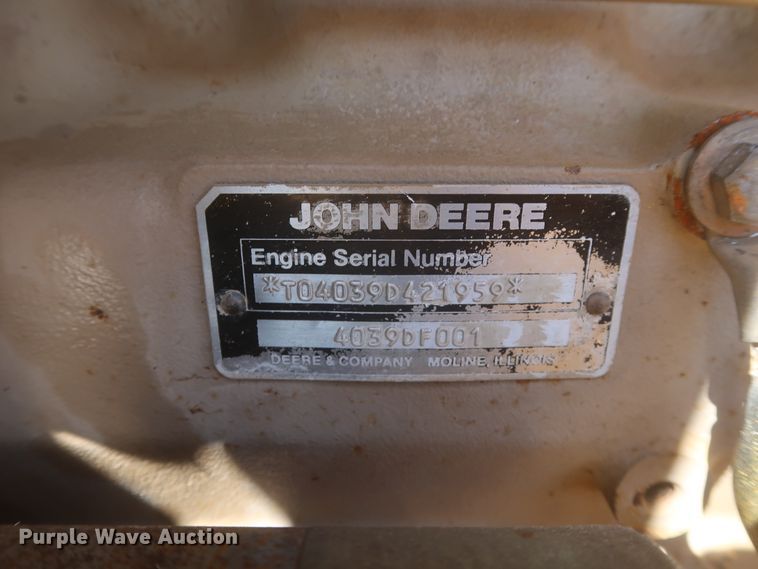 JOHN DEERE
Engine Serial Number
*T04039D421959*
4039DF001
DEERE & COMPANY MOLINE, ILLINOIS
Purple Wave Auction